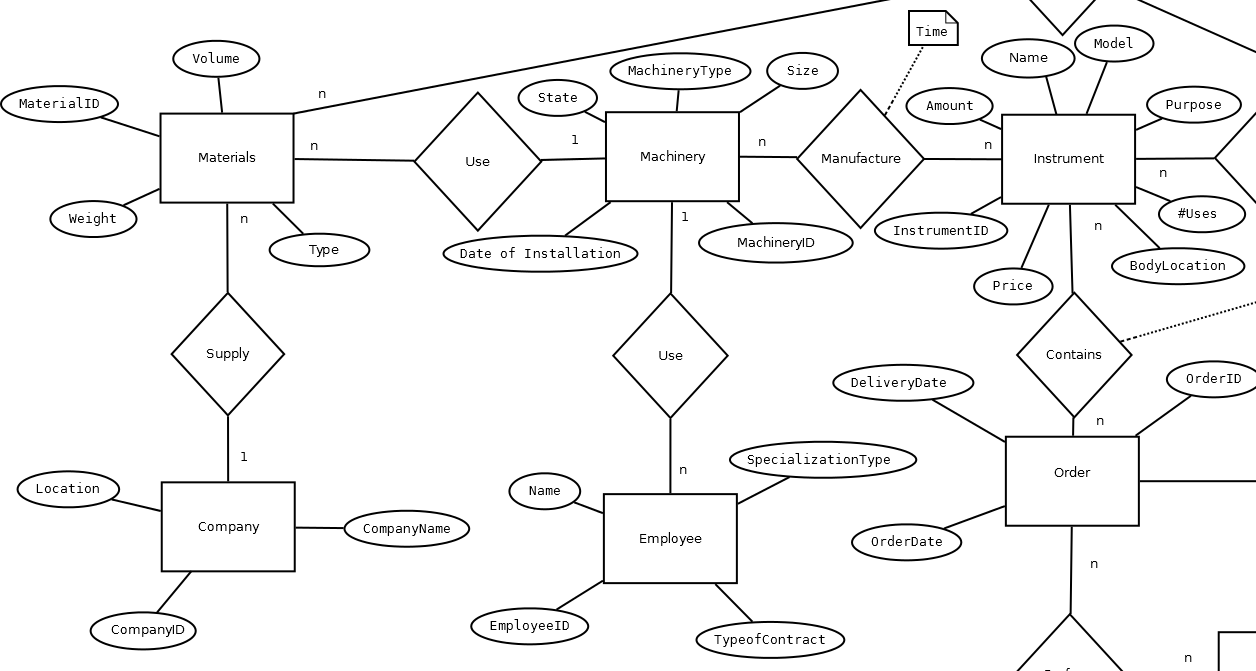 Time
Volume
Name
Model
MachineryType
Size
State
n
MaterialID
Amount
Purpose
1
n
n
n
Materials
Use
Machinery
Manufacture
Instrument
n
Weight
n
1
#Uses
n
InstrumentID
Type
Date of Installation
MachineryID
BodyLocation
Price
Supply
Use
Contains
DeliveryDate
OrderID
n
1
n
SpecializationType
Order
Location
Name
Company
CompanyName
Employee
OrderDate
n
CompanyID
EmployeeID
TypeofContract
n